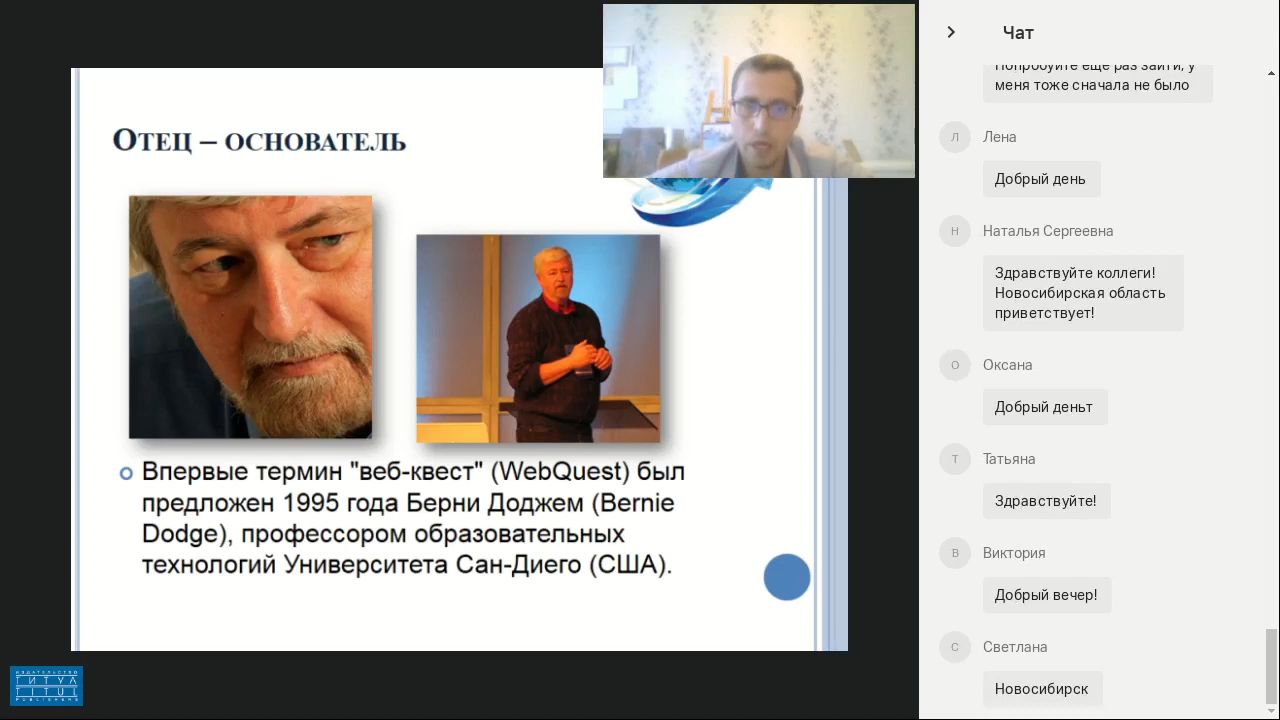 Отец – основатель
Впервые термин "веб-квест" (WebQuest) был
предложен 1995 года Берни Доджем (Bernie
Dodge), профессором образовательных
технологий Университета Сан-Диего (США).
ИЗДАТЕЛЬСТВО
ТИТУЛ
TITUL
PUBLISHERS
Чат
Попробуйте еще раз зайти, у
меня тоже сначала не было
Л
Лена
Добрый день
Н
Наталья Сергеевна
Здравствуйте коллеги!
Новосибирская область
приветствует!
О
Оксана
Добрый деньт
Т
Татьяна
Здравствуйте!
В
Виктория
Добрый вечер!
С
Светлана
Новосибирск